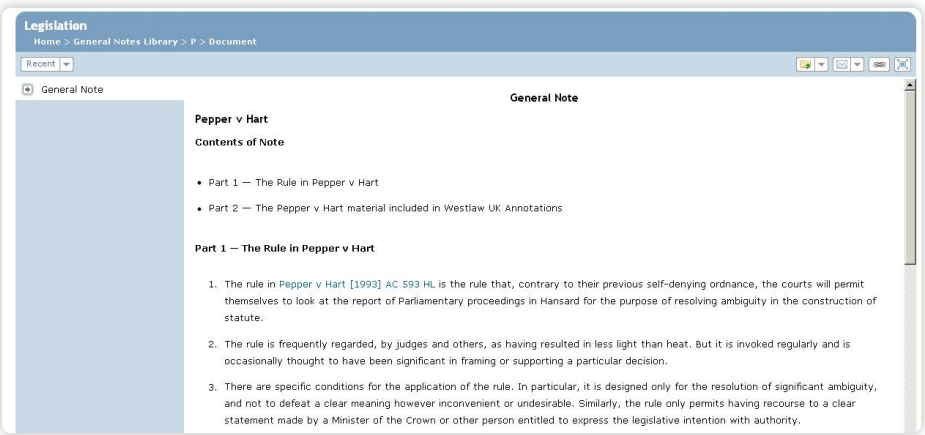 Legislation
Home > General Notes Library > P > Document
Recent
General Note
General Note
Pepper v Hart
Contents of Note
• Part 1 — The Rule in Pepper v Hart
• Part 2 — The Pepper v Hart material included in Westlaw UK Annotations
Part 1 — The Rule in Pepper v Hart
1. The rule in Pepper v Hart [1993] AC 593 HL is the rule that, contrary to their previous self-denying ordnance, the courts will permit
themselves to look at the report of Parliamentary proceedings in Hansard for the purpose of resolving ambiguity in the construction of
statute.
2. The rule is frequently regarded, by judges and others, as having resulted in less light than heat. But it is invoked regularly and is
occasionally thought to have been significant in framing or supporting a particular decision.
3. There are specific conditions for the application of the rule. In particular, it is designed only for the resolution of significant ambiguity,
and not to defeat a clear meaning however inconvenient or undesirable. Similarly, the rule only permits having recourse to a clear
statement made by a Minister of the Crown or other person entitled to express the legislative intention with authority.